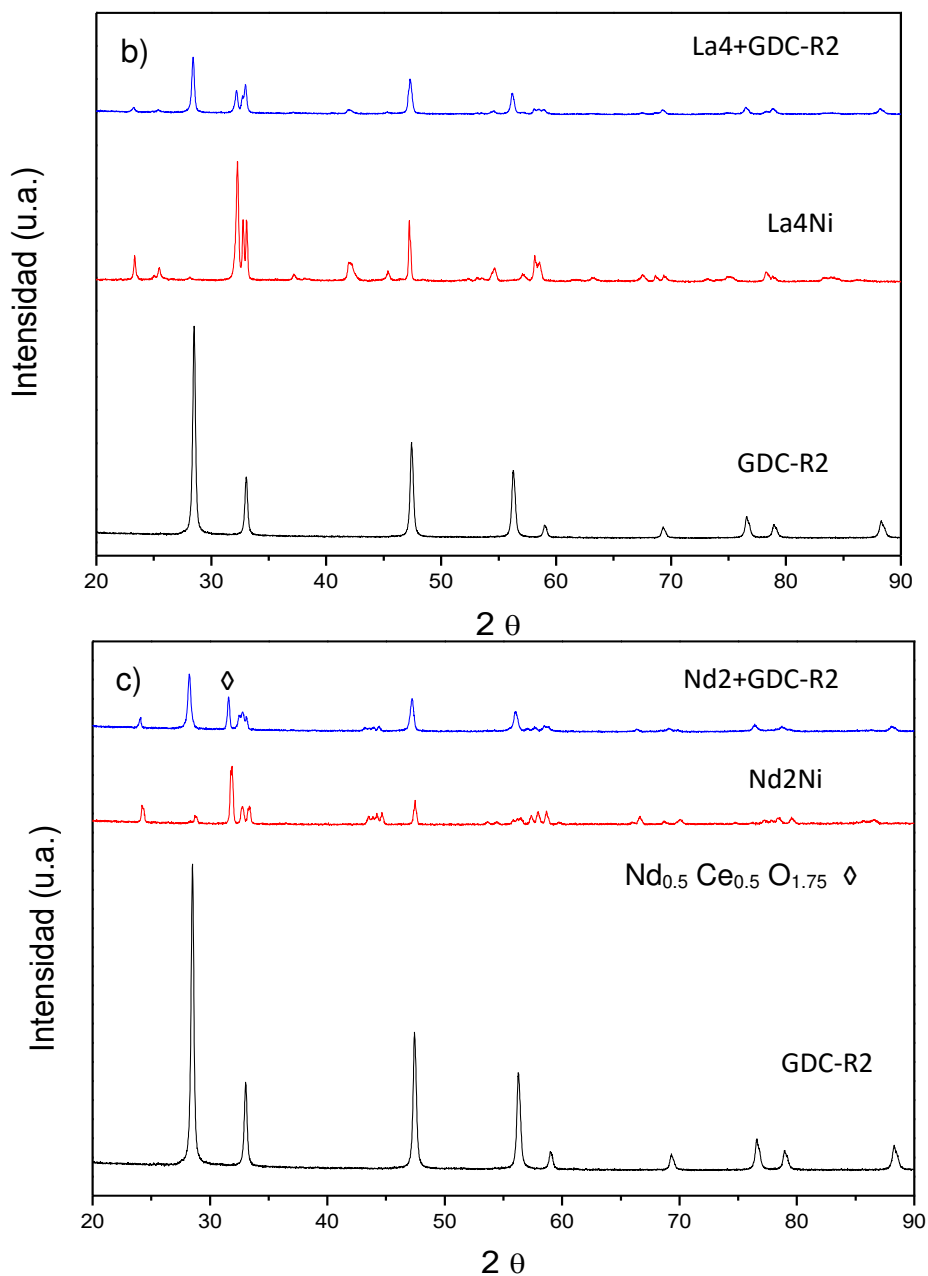 b)
La4+GDC-R2
La4Ni
GDC-R2
Intensidad (u.a.)
20 30 40 50 60 70 80 90
2 θ
c)
◊
Nd2+GDC-R2
Nd2Ni
Nd0.5 Ce0.5 O1.75 ◊
GDC-R2
Intensidad (u.a.)
20 30 40 50 60 70 80 90
2 θ